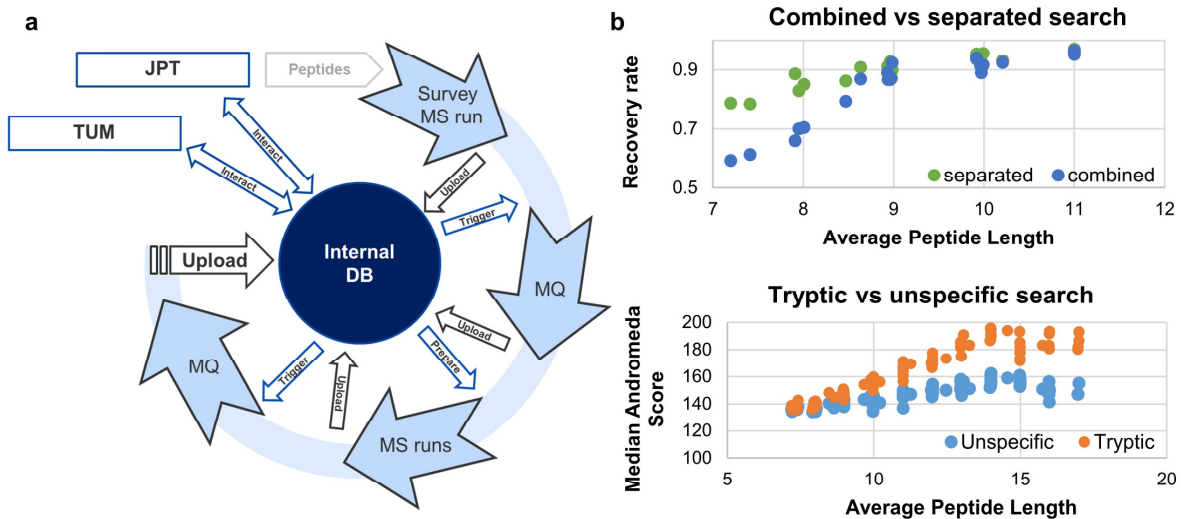 a
JPT
Peptides
TUM
Survey
MS run
Interact
Interact
Upload
Trigger
Internal
DB
Upload
MQ
Upload
Prepare
Trigger
Upload
MQ
MS runs
b
Combined vs separated search
Recovery rate
0.9
0.7
0.5
separated
combined
7
8
9
10
11
12
Average Peptide Length
Tryptic vs unspecific search
Median Andromeda
Score
200
180
160
140
120
100
Unspecific
Tryptic
5
10
15
20
Average Peptide Length